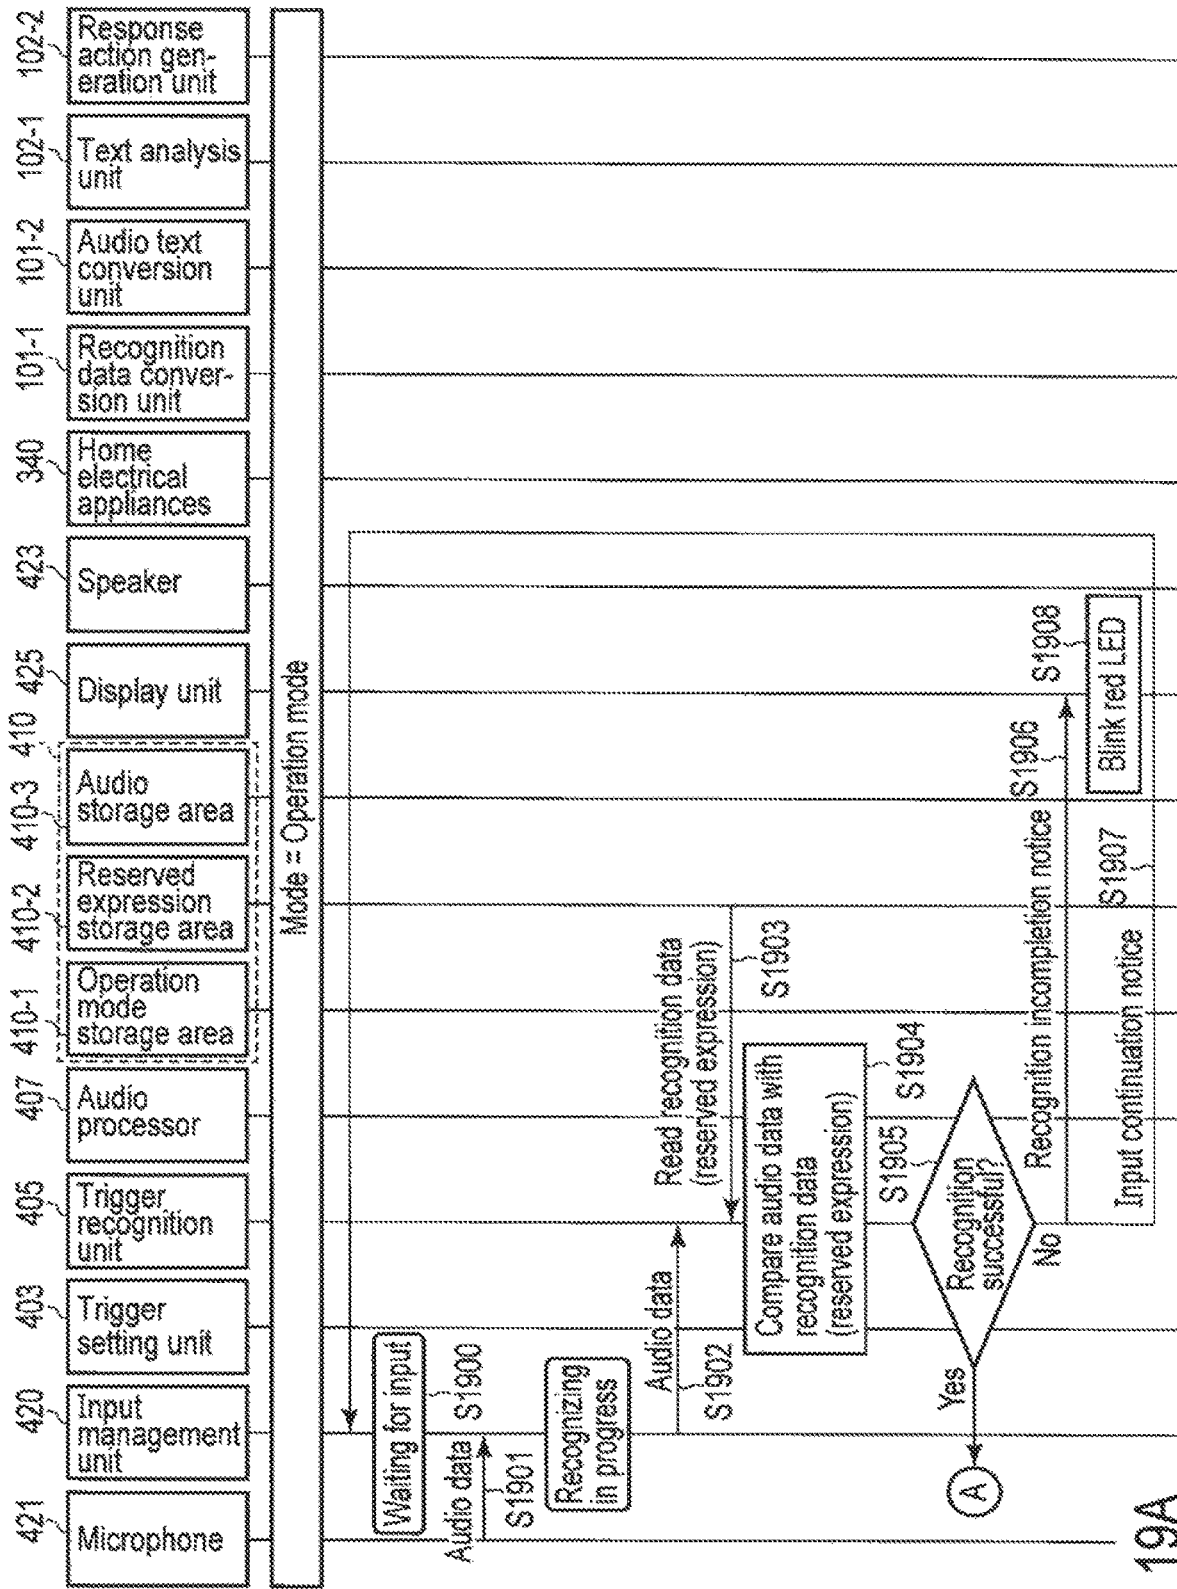 421
Microphone
420
Input
management
unit
403
Trigger
setting unit
405
Trigger
recognition
unit
407
Audio
processor
410-1
Operation
mode
storage area
410-2
Reserved
expression
storage area
410-3
Audio
storage area
410
425
Display unit
423
Speaker
340
Home
electrical
appliances
101-1
Recognition
data conver-
sion unit
101-2
Audio text
conversion
unit
102-1
Text analysis
unit
102-2
Response
action gen-
eration unit
Mode = Operation mode
Waiting for input
S1900
Audio data
S1901
Recognizing
in progress
Audio data
S1902
Read recognition data
(reserved expression)
S1903
Compare audio data with
recognition data
(reserved expression)
S1904
S1905
Recognition
successful?
Yes
No
A
Recognition incompletion notice
S1906
S1908
Blink red LED
Input continuation notice
S1907
19A